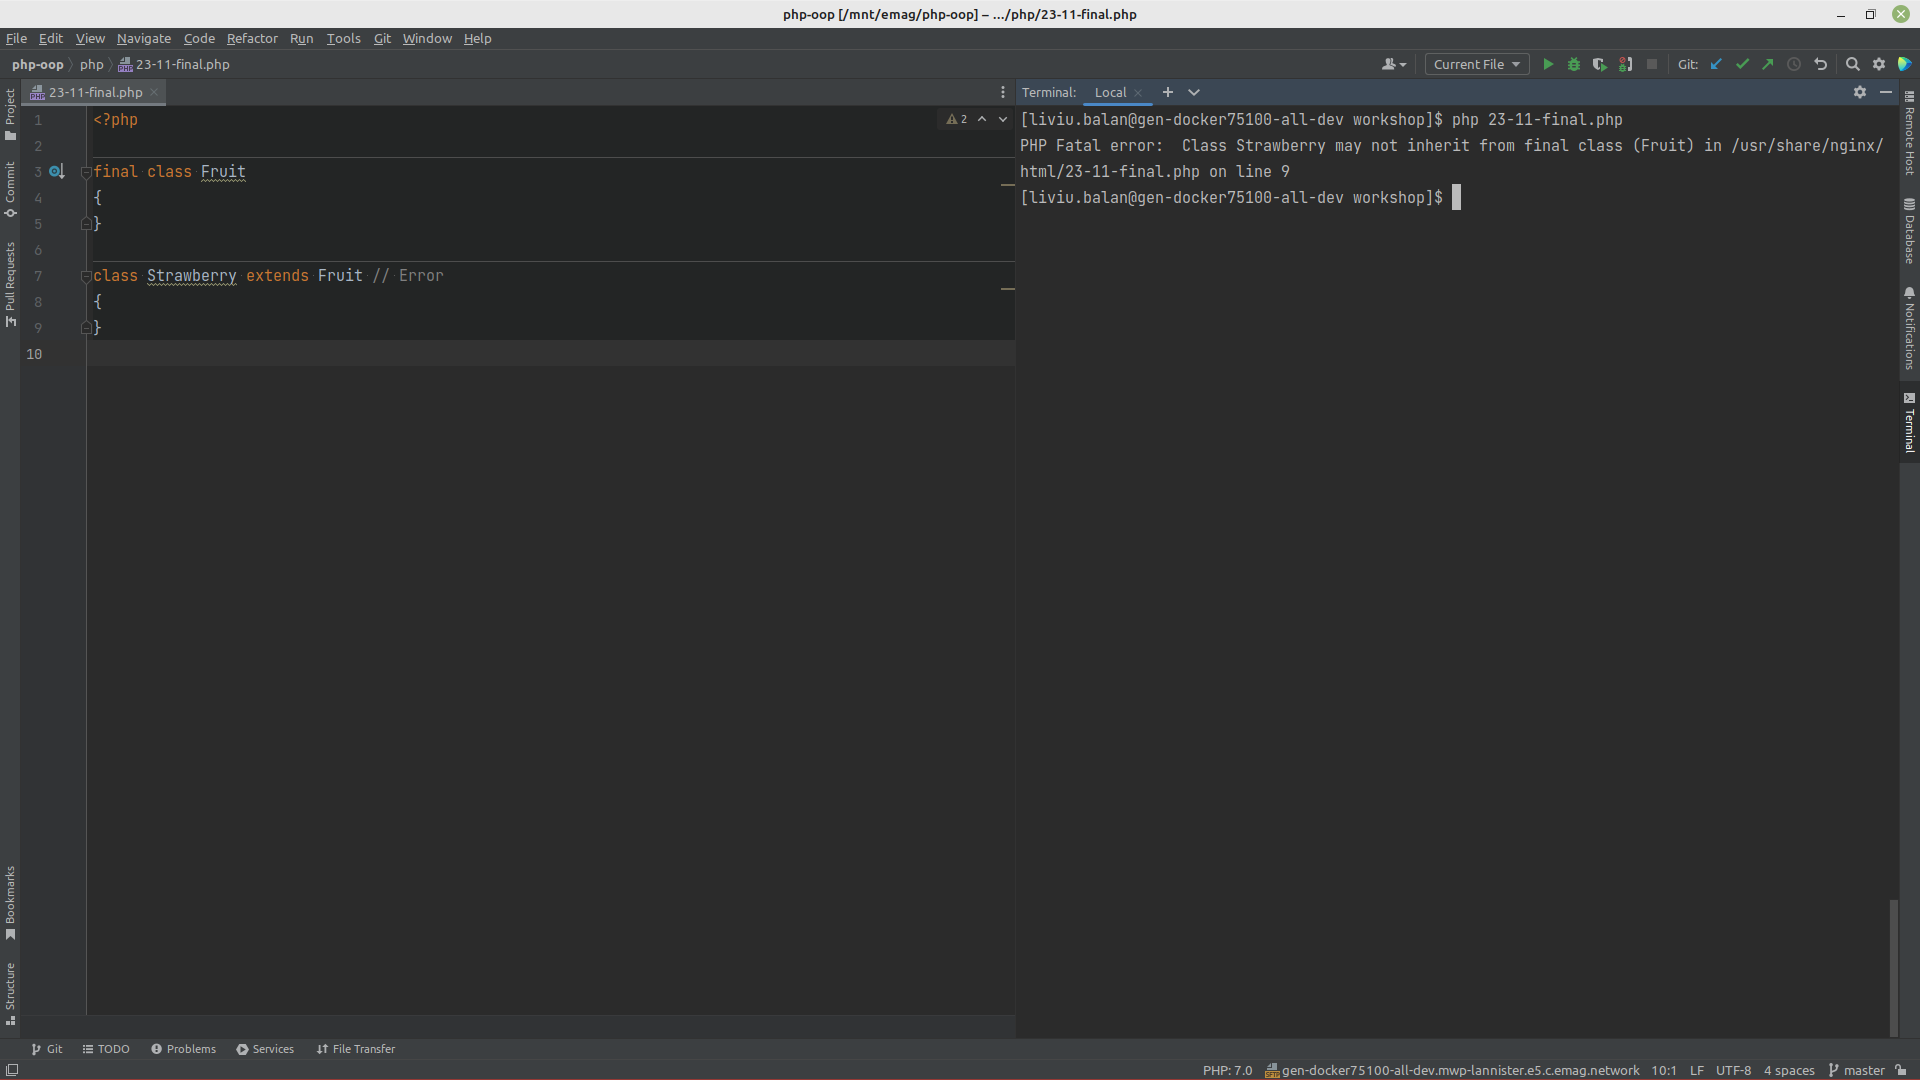 php-oop [/mnt/emag/php-oop] – .../php/23-11-final.php
File Edit View Navigate Code Refactor Run Tools Git Window Help
php-oop php 23-11-final.php Current File Git:
23-11-final.php
Terminal: Local
1 <?php
2
3 final class Fruit
4 {
5 }
6
7 class Strawberry extends Fruit // Error
8 {
9 }
10
2
[liviu.balan@gen-docker75100-all-dev workshop]$ php 23-11-final.php
PHP Fatal error:  Class Strawberry may not inherit from final class (Fruit) in /usr/share/nginx/
html/23-11-final.php on line 9
[liviu.balan@gen-docker75100-all-dev workshop]$
Project
Commit
Pull Requests
Bookmarks
Structure
Remote Host
Database
Notifications
Terminal
Git TODO Problems Services File Transfer
PHP: 7.0 gen-docker75100-all-dev.mwp-lannister.e5.c.emag.network 10:1 LF UTF-8 4 spaces master